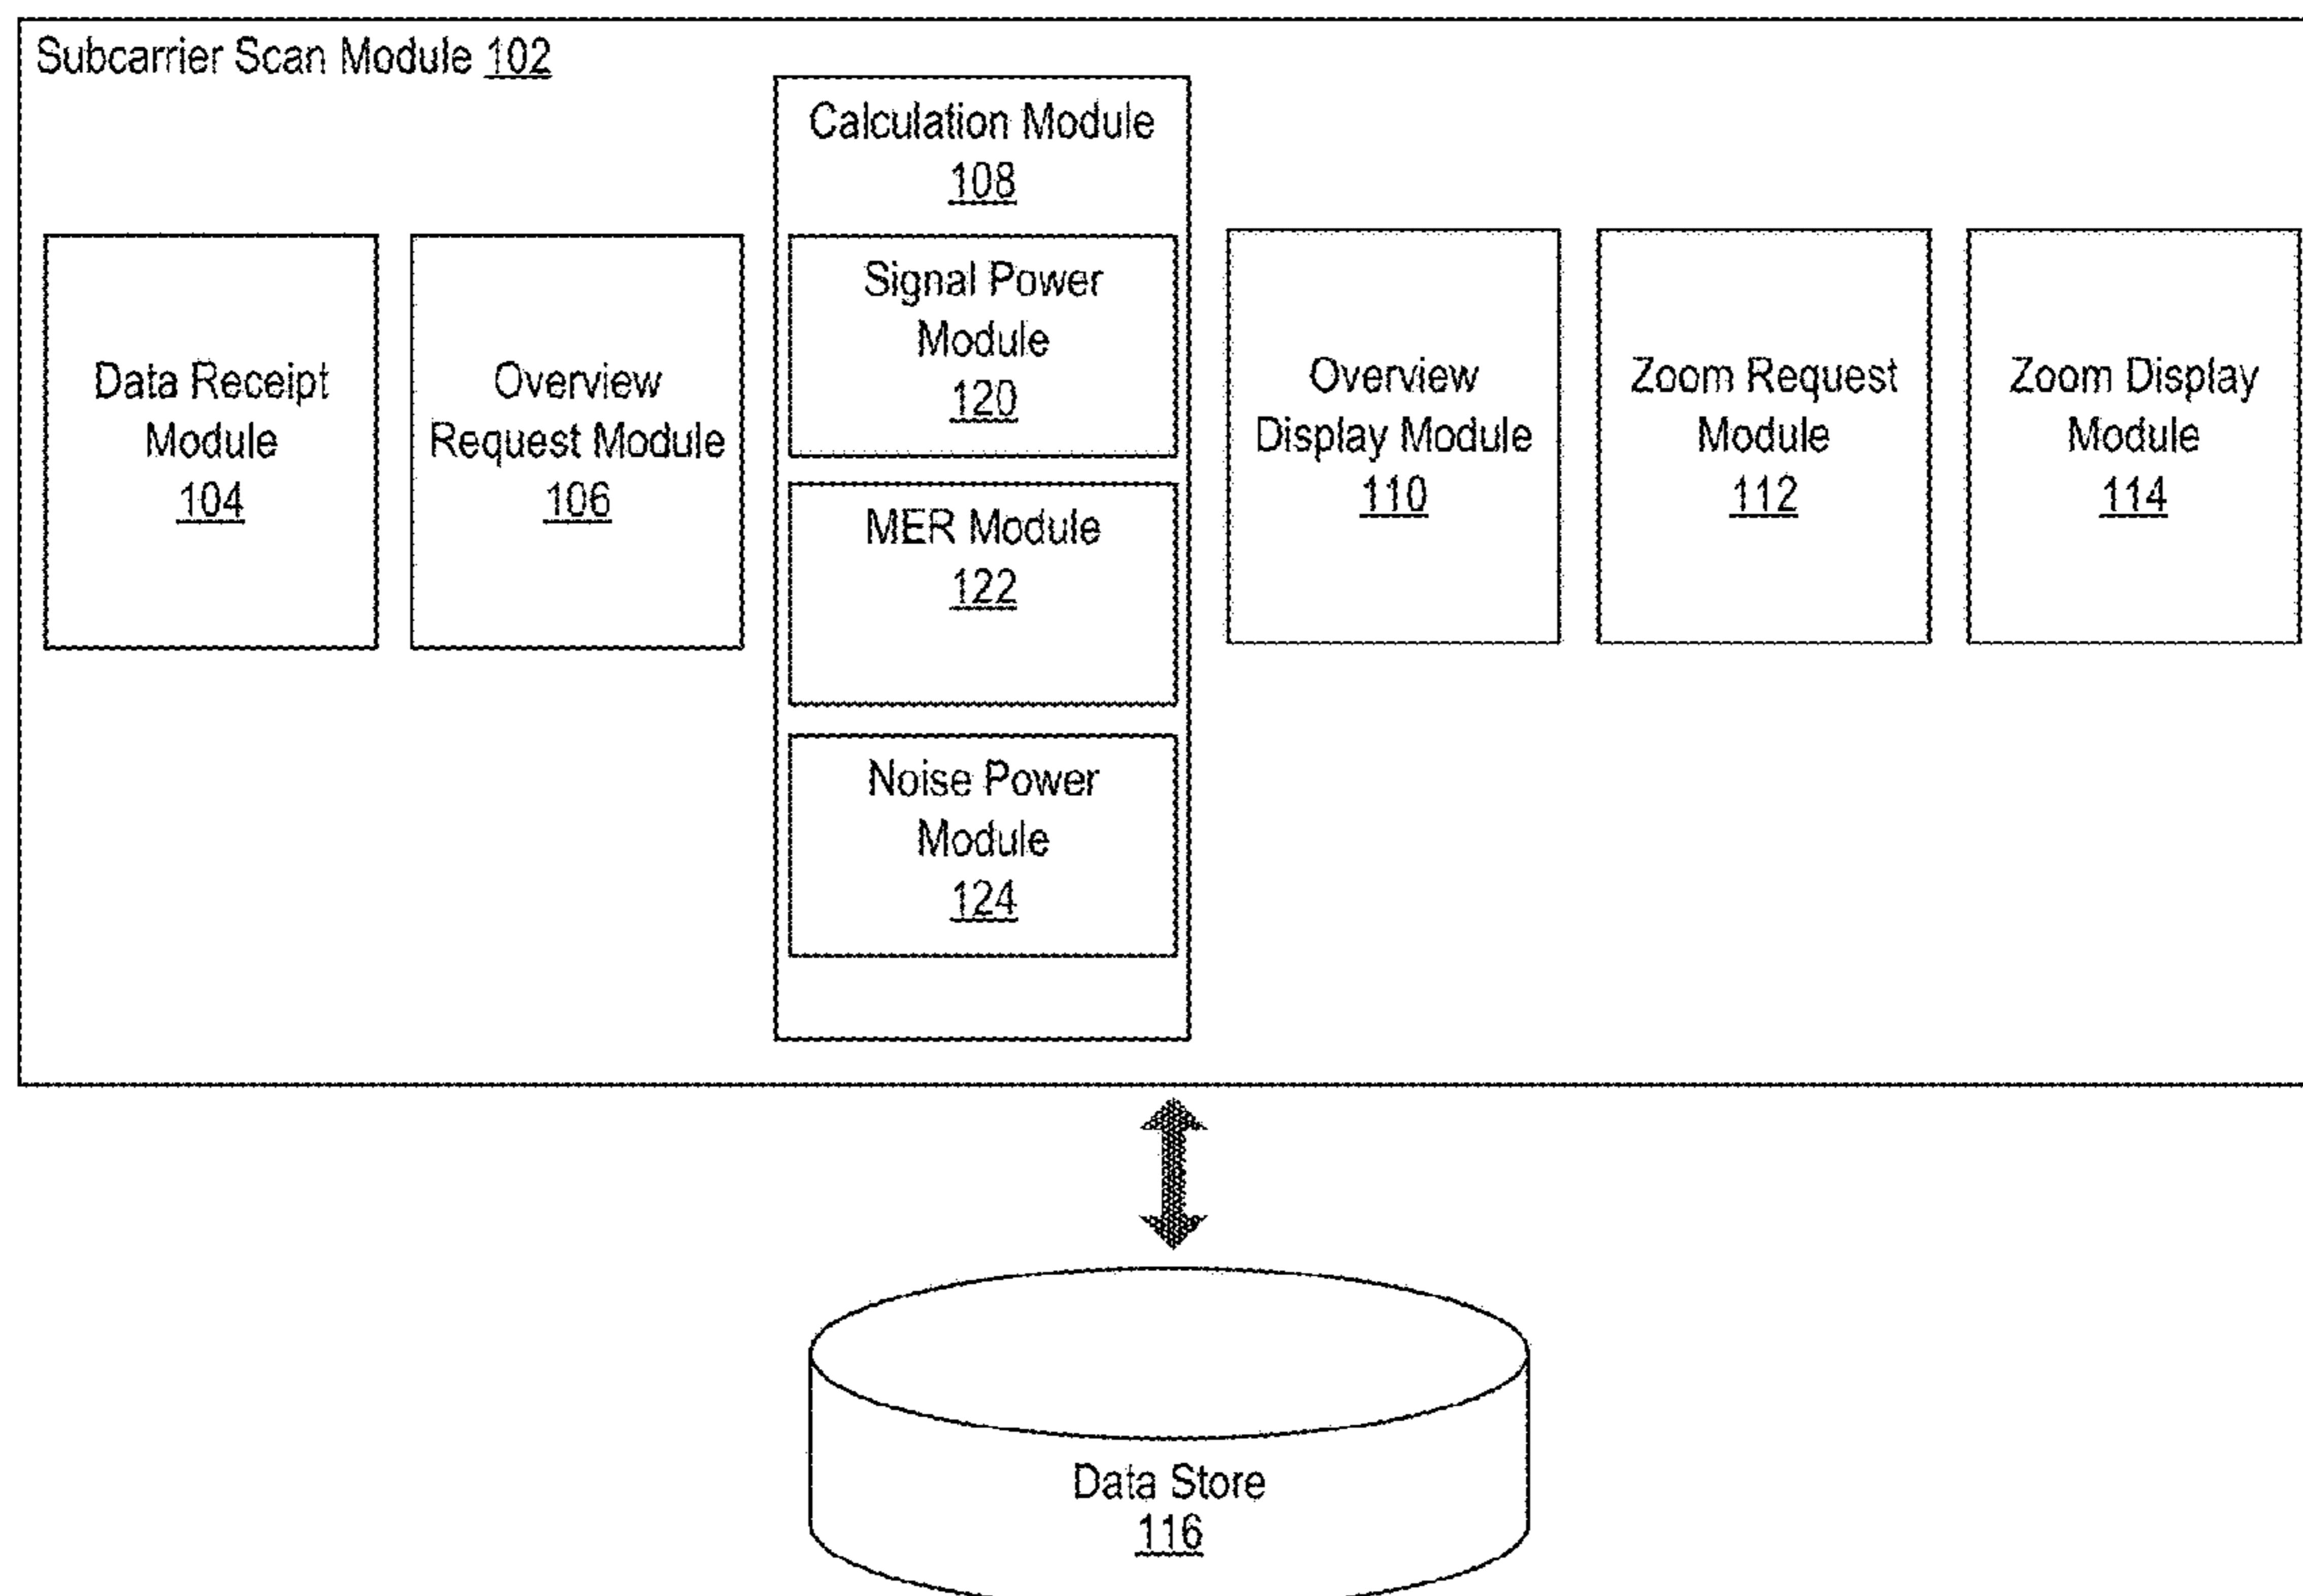 Subcarrier Scan Module 102
Data Receipt
Module
104
Overview
Request Module
106
Calculation Module
108
Signal Power
Module
120
MER Module
122
Noise Power
Module
124
Overview
Display Module
110
Zoom Request
Module
112
Zoom Display
Module
114
Data Store
116